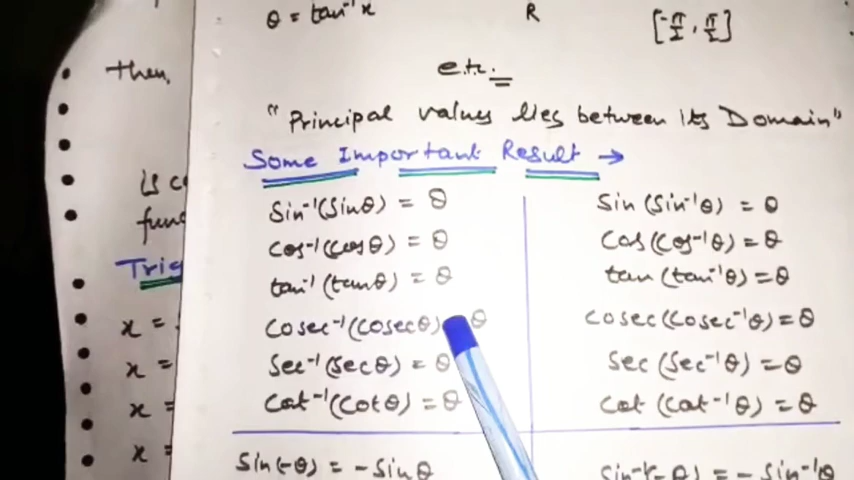 θ = tan⁻¹x R [-π/2, π/2]
etc.
"Principal values lies between its Domain"
Some Important Result →
Sin⁻¹(Sinθ) = θ
Cos⁻¹(Cosθ) = θ
tan⁻¹(tanθ) = θ
Cosec⁻¹(Cosecθ) θ
Sec⁻¹(Secθ) = θ
Cot⁻¹(Cotθ) = θ
Sin(Sin⁻¹θ) = θ
Cos(Cos⁻¹θ) = θ
tan(tan⁻¹θ) = θ
Cosec(Cosec⁻¹θ) = θ
Sec(Sec⁻¹θ) = θ
Cot(Cot⁻¹θ) = θ
Sin(-θ) = -Sinθ
Sin⁻¹(-θ) = -Sin⁻¹θ
Then,
is
x =
x =
x =
x =